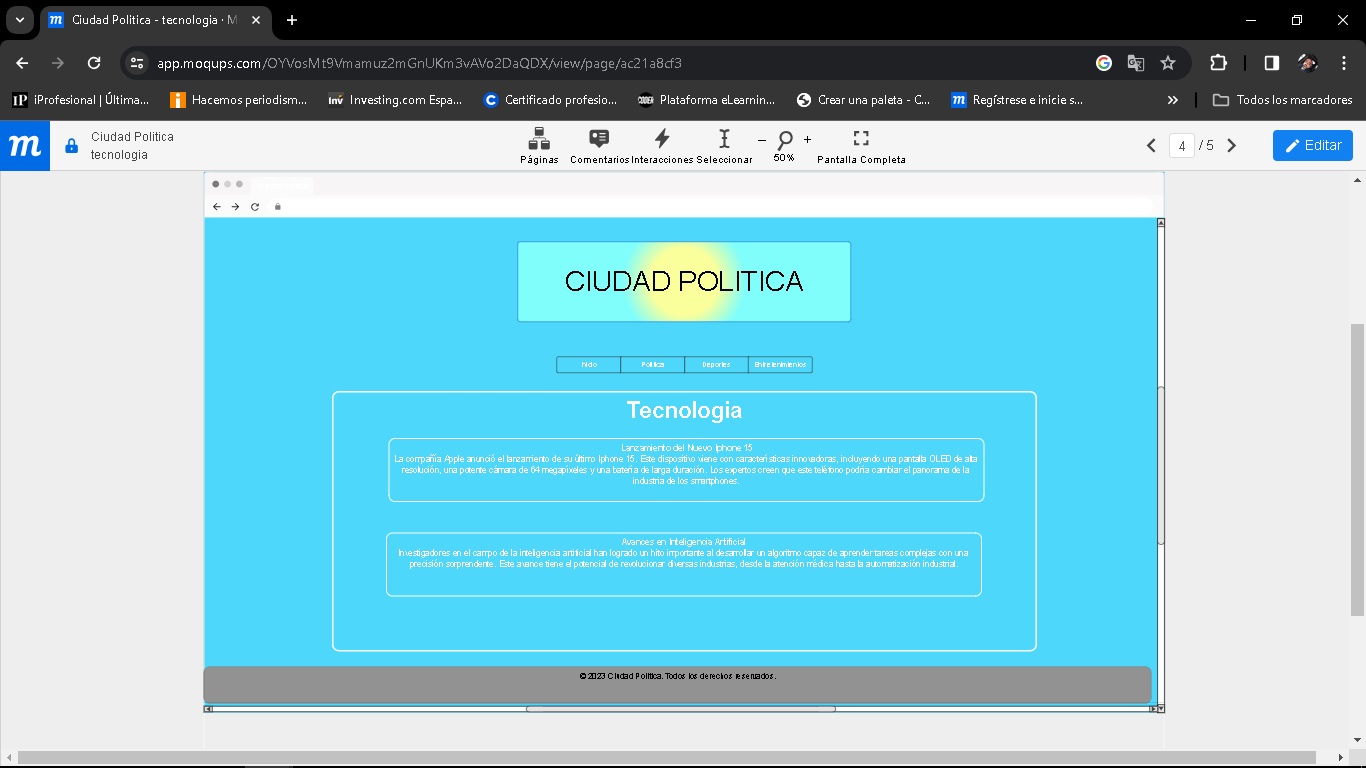 Ciudad Politica - tecnologia · M
app.moqups.com/OYVosMt9Vmamuz2mGnUKm3vAVo2DaQDX/view/page/ac21a8cf3
iProfesional | Última...
Hacemos periodism...
Investing.com Espa...
Certificado profesio...
Plataforma eLearnin...
Crear una paleta - C...
Regístrese e inicie s...
Todos los marcadores
Ciudad Politica
tecnologia
Páginas
Comentarios
Interacciones
Seleccionar
50%
Pantalla Completa
4 / 5
Editar
CIUDAD POLITICA
Inicio Politica Deportes Entretenimientos
Tecnologia
Lanzamiento del Nuevo Iphone 15
La compañía Apple anunció el lanzamiento de su último Iphone 15. Este dispositivo viene con características innovadoras, incluyendo una pantalla OLED de alta
resolución, una potente cámara de 64 megapíxeles y una batería de larga duración. Los expertos creen que este teléfono podría cambiar el panorama de la
industria de los smartphones.
Avances en Inteligencia Artificial
Investigadores en el campo de la inteligencia artificial han logrado un hito importante al desarrollar un algoritmo capaz de aprender tareas complejas con una
precisión sorprendente. Este avance tiene el potencial de revolucionar diversas industrias, desde la atención médica hasta la automatización industrial.
© 2023 Ciudad Politica. Todos los derechos reservados.